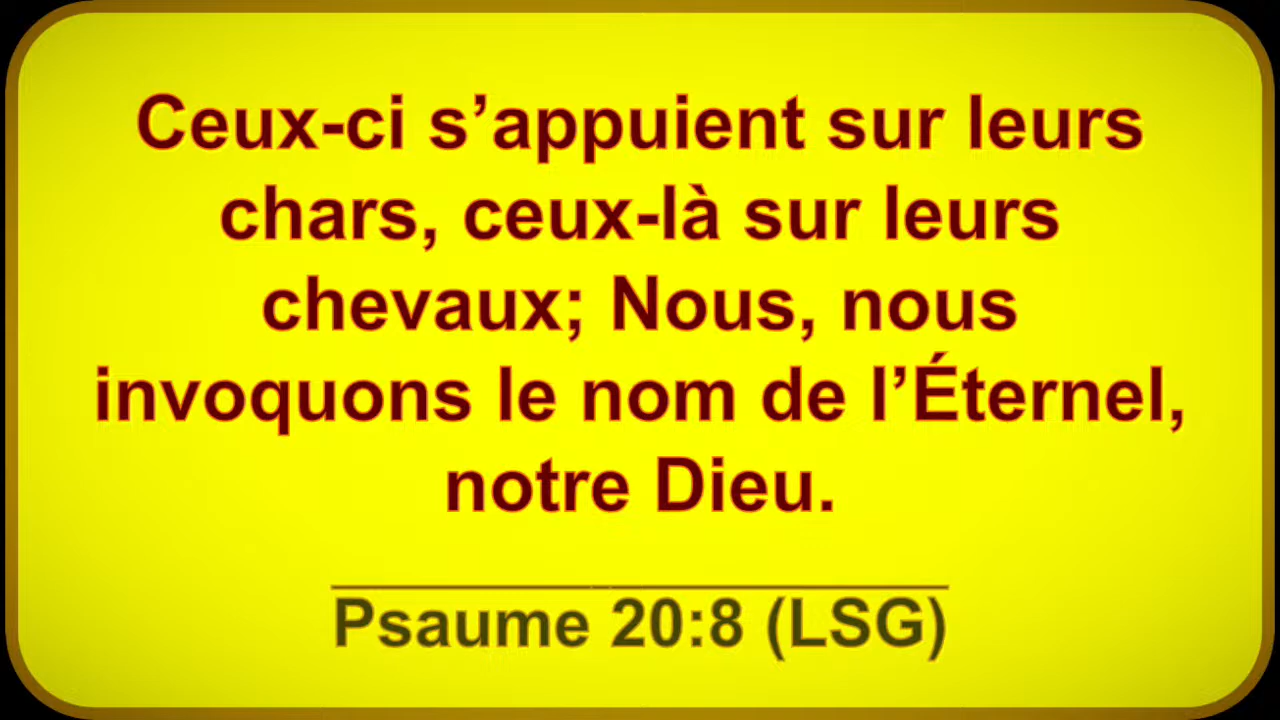 Ceux-ci s’appuient sur leurs
chars, ceux-là sur leurs
chevaux; Nous, nous
invoquons le nom de l’Éternel,
notre Dieu.
Psaume 20:8 (LSG)